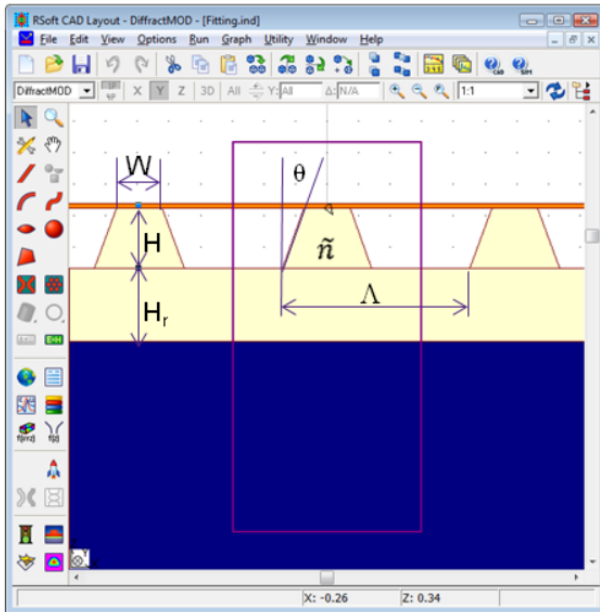 RSoft CAD Layout - DiffractMOD - [Fitting.ind]
File Edit View Options Run Graph Utility Window Help
DiffractMOD X Y Z 3D All Y: All Δ: N/A 1:1
W
θ
H
ñ
Λ
Hr
X: -0.26 Z: 0.34